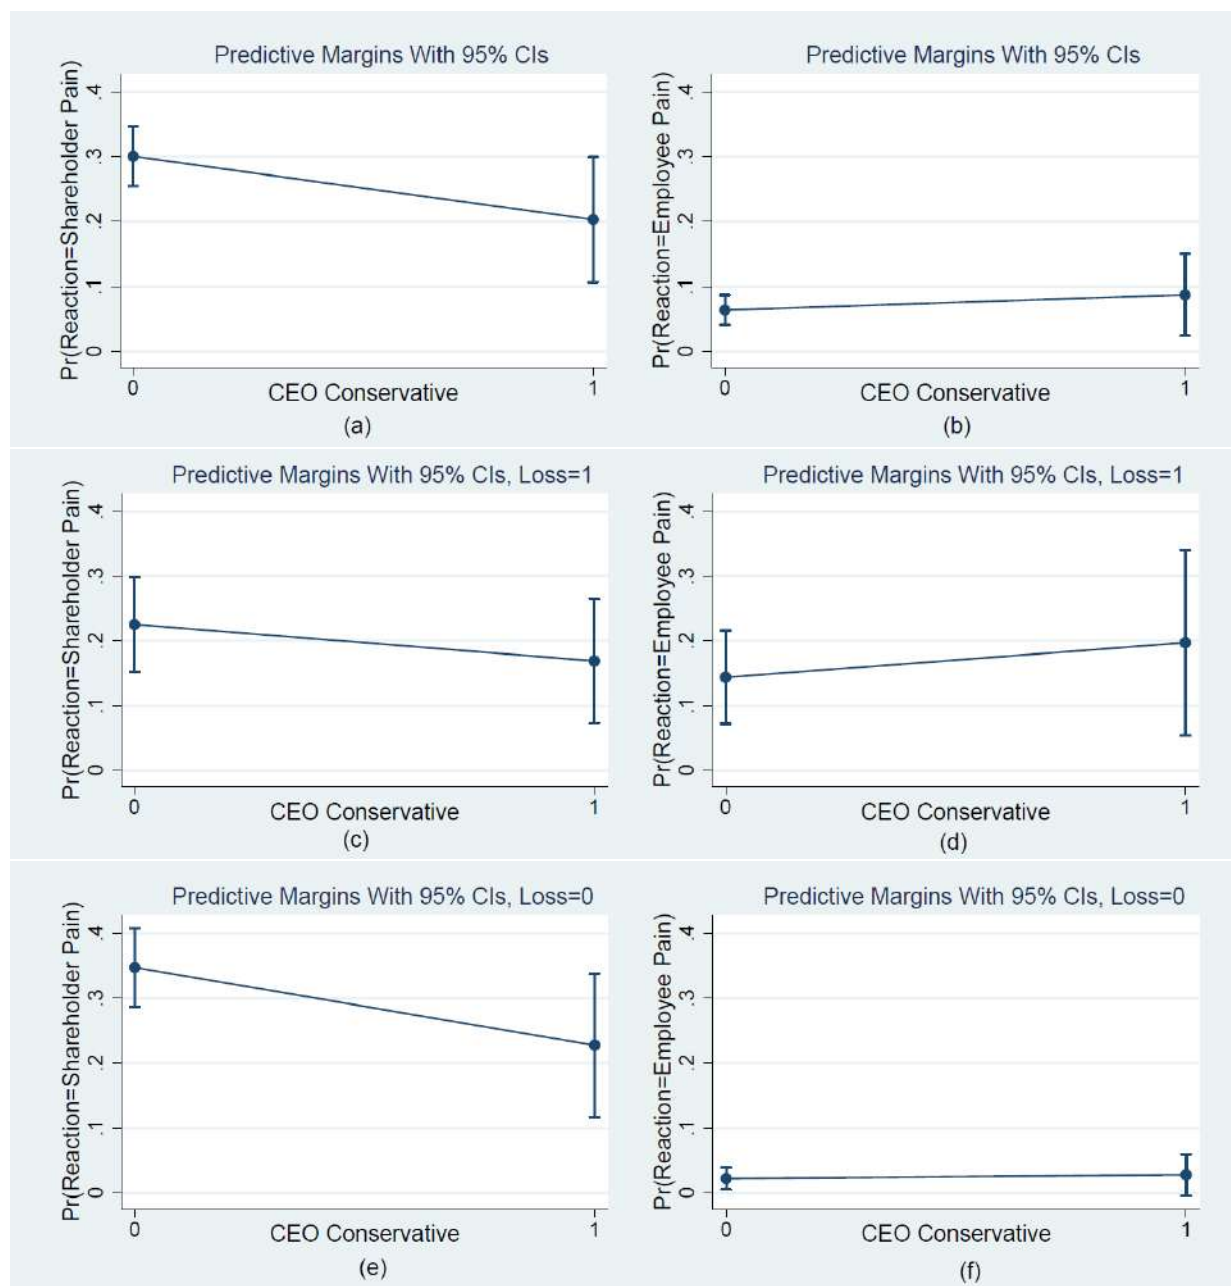 Predictive Margins With 95% CIs
Pr(Reaction=Shareholder Pain)
.4
.3
.2
.1
0
0 1
CEO Conservative
(a)
Predictive Margins With 95% CIs
Pr(Reaction=Employee Pain)
.4
.3
.2
.1
0
0 1
CEO Conservative
(b)
Predictive Margins With 95% CIs, Loss=1
Pr(Reaction=Shareholder Pain)
.4
.3
.2
.1
0
0 1
CEO Conservative
(c)
Predictive Margins With 95% CIs, Loss=1
Pr(Reaction=Employee Pain)
.4
.3
.2
.1
0
0 1
CEO Conservative
(d)
Predictive Margins With 95% CIs, Loss=0
Pr(Reaction=Shareholder Pain)
.4
.3
.2
.1
0
0 1
CEO Conservative
(e)
Predictive Margins With 95% CIs, Loss=0
Pr(Reaction=Employee Pain)
.4
.3
.2
.1
0
0 1
CEO Conservative
(f)